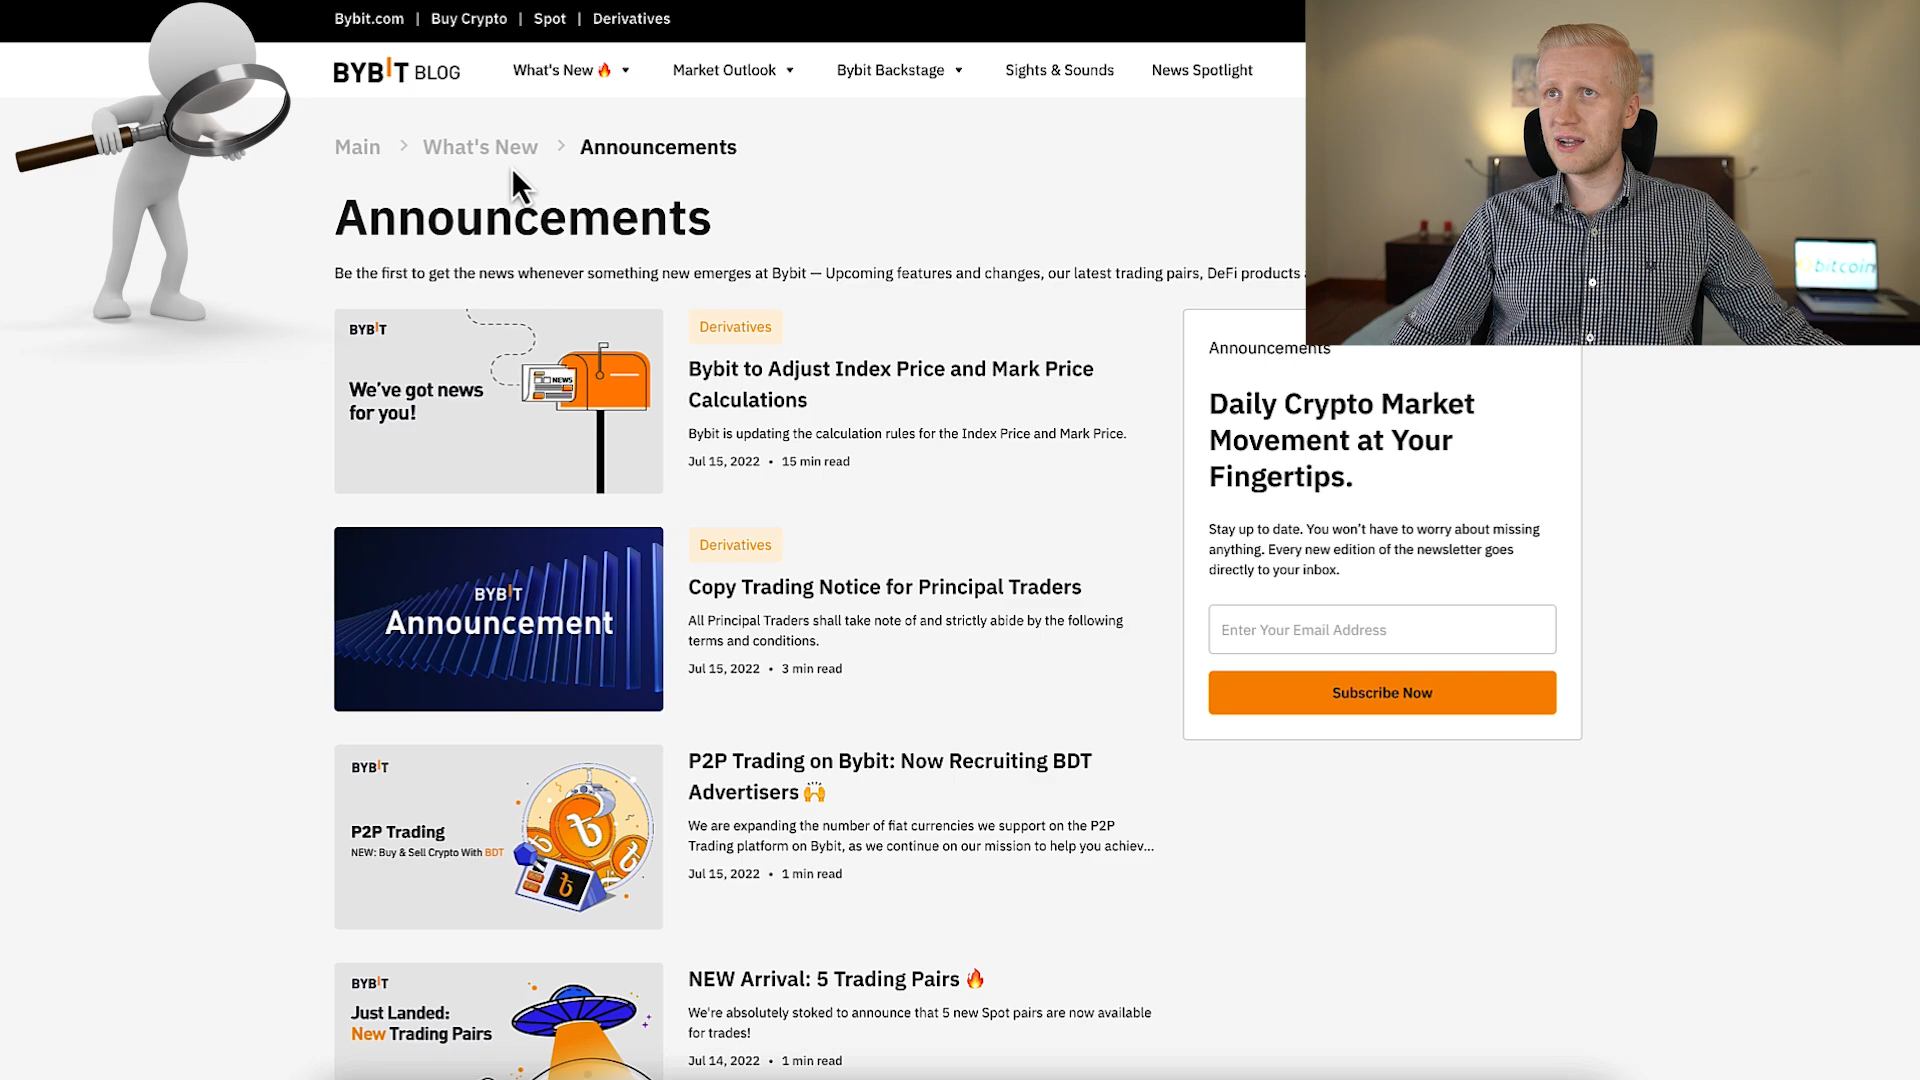 Bybit.com | Buy Crypto | Spot | Derivatives
BYBIT BLOG What's New 🔥 Market Outlook Bybit Backstage Sights & Sounds News Spotlight
Main > What's New > Announcements
Announcements
Be the first to get the news whenever something new emerges at Bybit — Upcoming features and changes, our latest trading pairs, DeFi products
BYBIT
We've got news
for you!
NEWS
Derivatives
Bybit to Adjust Index Price and Mark Price
Calculations
Bybit is updating the calculation rules for the Index Price and Mark Price.
Jul 15, 2022 • 15 min read
BYBIT
Announcement
Derivatives
Copy Trading Notice for Principal Traders
All Principal Traders shall take note of and strictly abide by the following
terms and conditions.
Jul 15, 2022 • 3 min read
BYBIT
P2P Trading
NEW: Buy & Sell Crypto With BDT
P2P Trading on Bybit: Now Recruiting BDT
Advertisers 🙌
We are expanding the number of fiat currencies we support on the P2P
Trading platform on Bybit, as we continue on our mission to help you achiev...
Jul 15, 2022 • 1 min read
BYBIT
Just Landed:
New Trading Pairs
NEW Arrival: 5 Trading Pairs 🔥
We're absolutely stoked to announce that 5 new Spot pairs are now available
for trades!
Jul 14, 2022 • 1 min read
Announcements
Daily Crypto Market
Movement at Your
Fingertips.
Stay up to date. You won't have to worry about missing
anything. Every new edition of the newsletter goes
directly to your inbox.
Enter Your Email Address
Subscribe Now
bitcoin